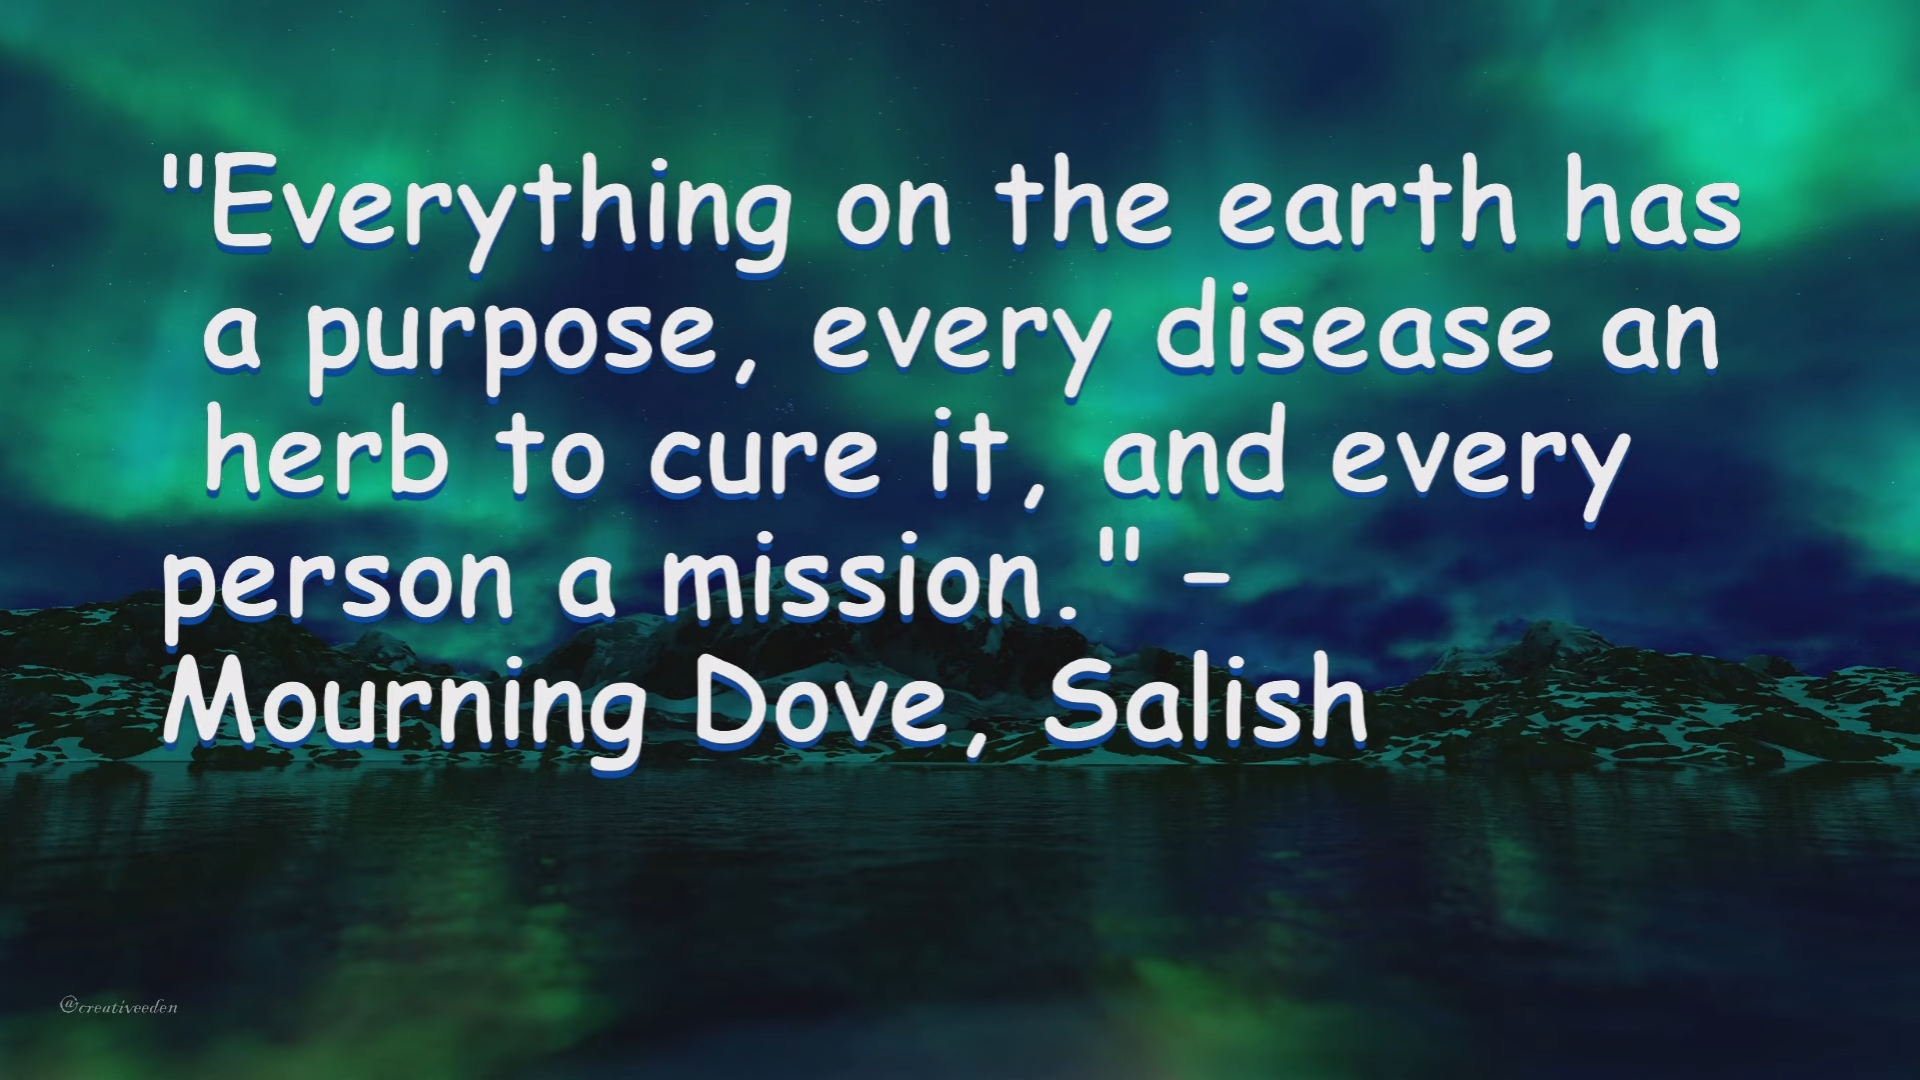 "Everything on the earth has
a purpose, every disease an
herb to cure it, and every
person a mission." -
Mourning Dove, Salish
@creativeeden